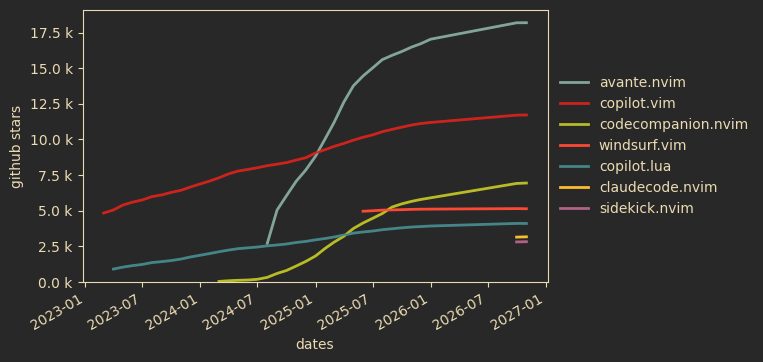 17.5 k
15.0 k
12.5 k
10.0 k
7.5 k
5.0 k
2.5 k
0.0 k
github stars
2023-01
2023-07
2024-01
2024-07
2025-01
2025-07
2026-01
2026-07
2027-01
dates
avante.nvim
copilot.vim
codecompanion.nvim
windsurf.vim
copilot.lua
claudecode.nvim
sidekick.nvim